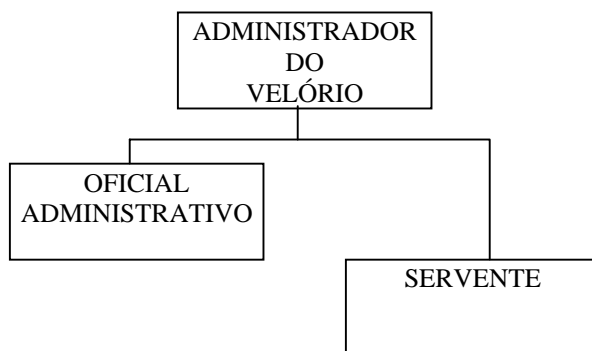 ADMINISTRADOR
DO
VELÓRIO
OFICIAL
ADMINISTRATIVO
SERVENTE